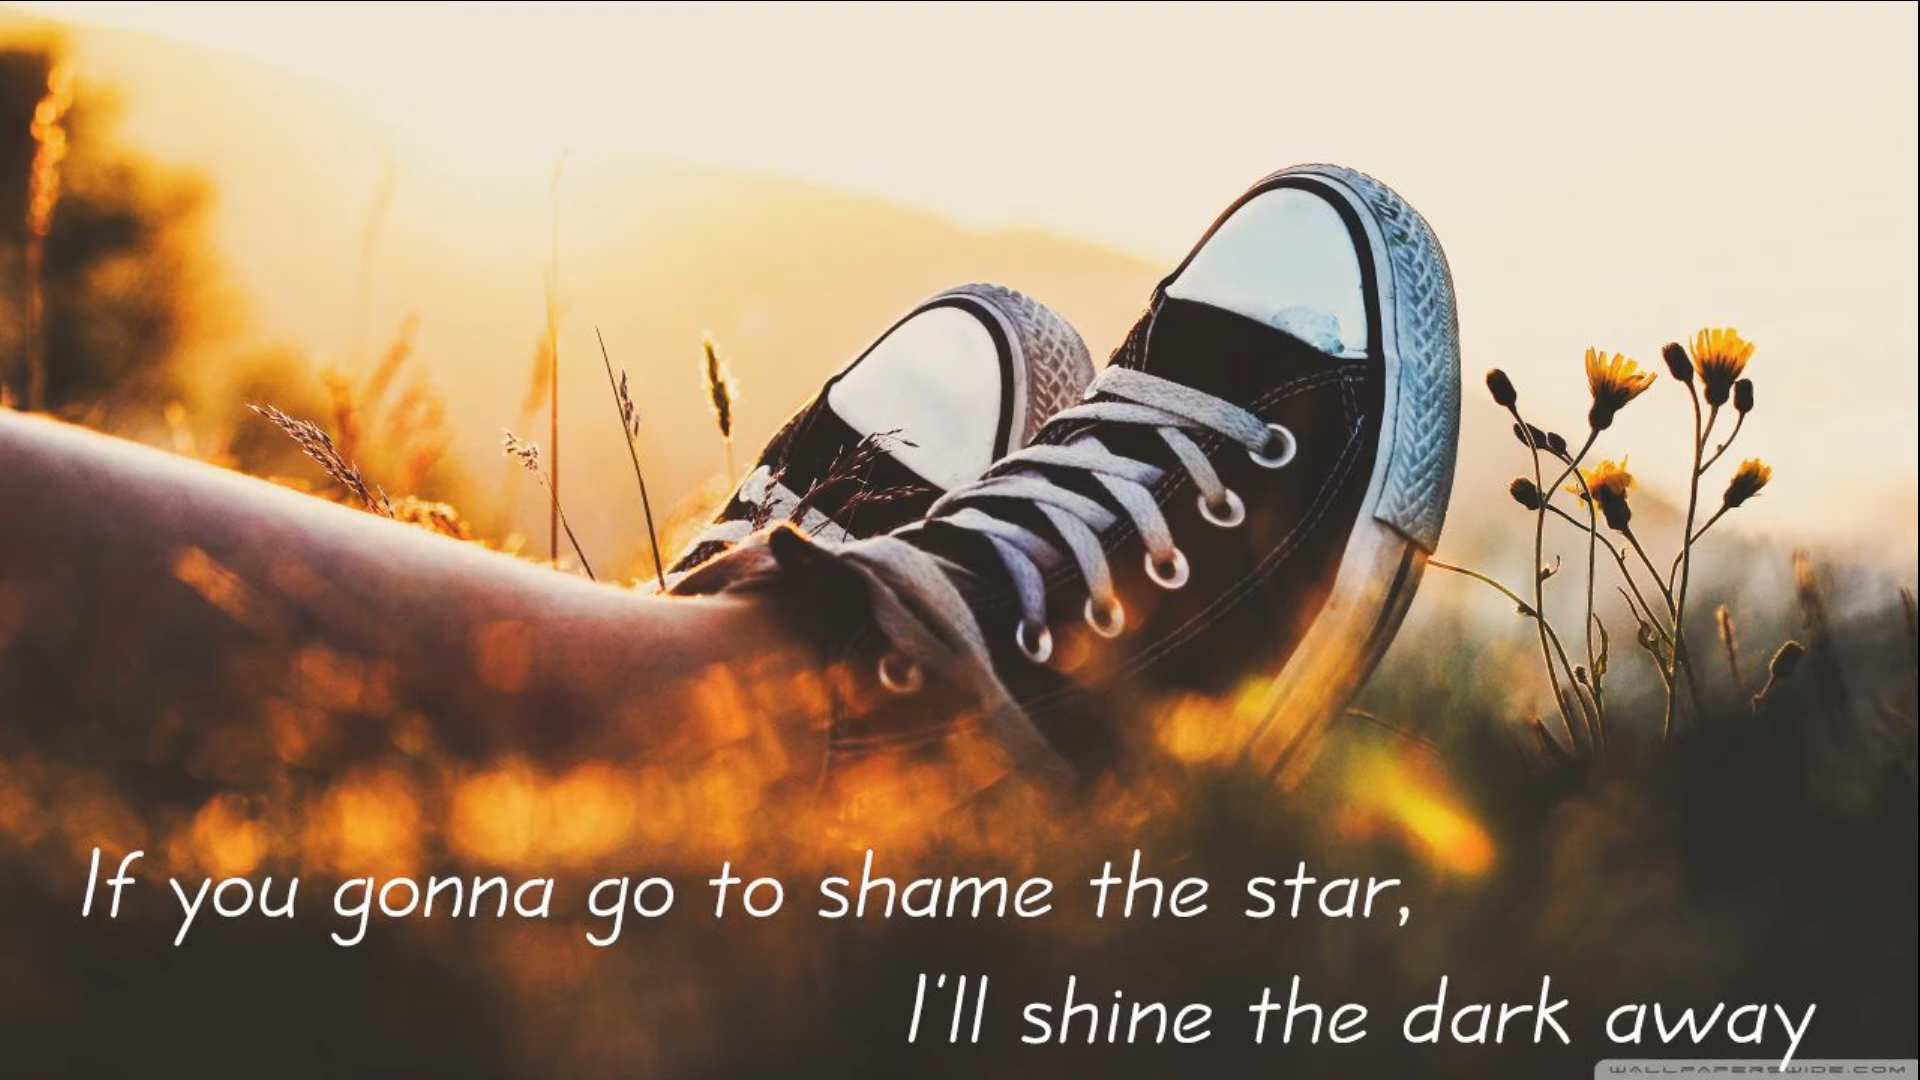 If you gonna go to shame the star,
I'll shine the dark away
WALLPAPERSWIDE.COM